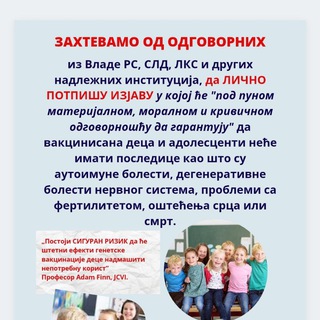 ЗАХТЕВАМО ОД ОДГОВОРНИХ
из Владе РС, СЛД, ЛКС и других
надлежних институција, да ЛИЧНО
ПОТПИШУ ИЗЈАВУ у којој ће "под пуном
материјалном, моралном и кривичном
одговорношћу да гарантују" да
вакцинисана деца и адолесценти неће
имати последице као што су
аутоимуне болести, дегенеративне
болести нервног система, проблеми са
фертилитетом, оштећења срца или
смрт.
„Постоји СИГУРАН РИЗИК да ће
штетни ефекти генетске
вакцинације деце надмашити
непотребну корист"
Професор Adam Finn, JCVI.